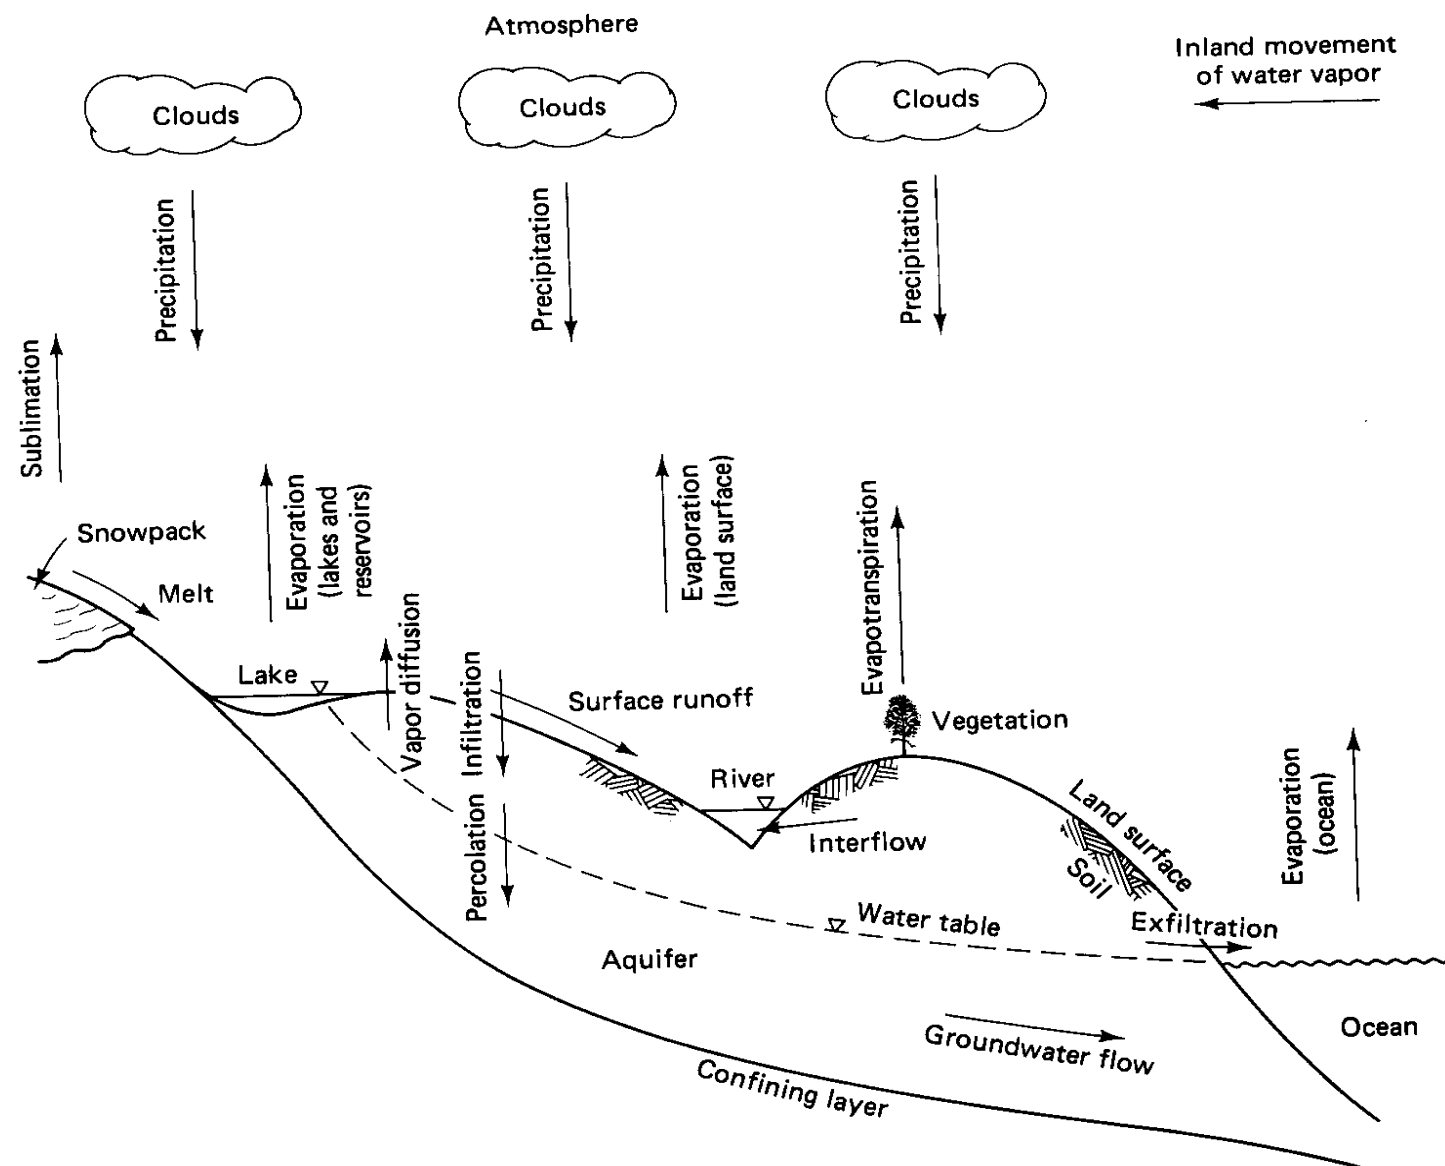 Atmosphere
Inland movement
of water vapor
Clouds
Clouds
Clouds
Precipitation
Precipitation
Precipitation
Sublimation
Snowpack
Melt
Evaporation
(lakes and
reservoirs)
Evaporation
(land surface)
Evapotranspiration
Lake
Vapor diffusion
Infiltration
Surface runoff
Vegetation
River
Percolation
Interflow
Land surface
Soil
Evaporation
(ocean)
Water table
Exfiltration
Aquifer
Groundwater flow
Ocean
Confining layer